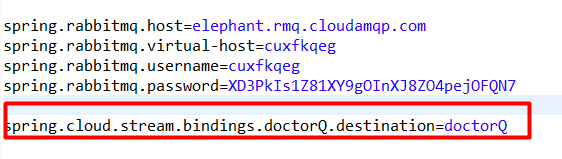 spring.rabbitmq.host=elephant.rmq.cloudamqp.com
spring.rabbitmq.virtual-host=cuxfkqeg
spring.rabbitmq.username=cuxfkqeg
spring.rabbitmq.password=XD3PkIs1Z81XY9gOInXJ8ZO4pejOFQN7
spring.cloud.stream.bindings.doctorQ.destination=doctorQ